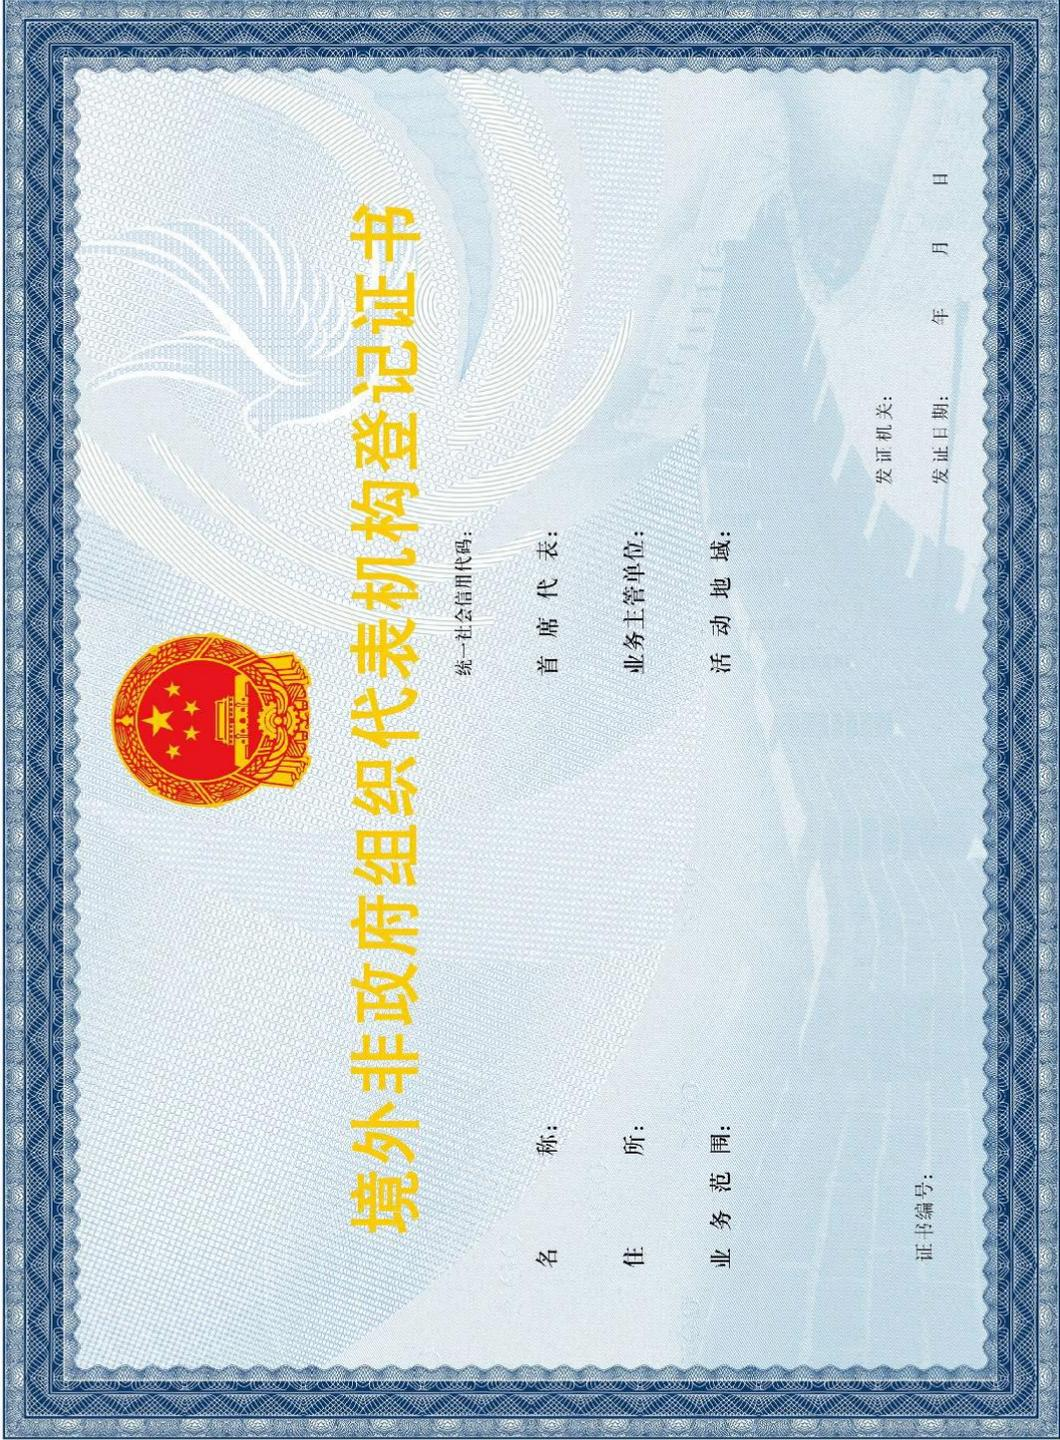 境外非政府组织代表机构登记证书
统一社会信用代码：
名称： 首席代表：
住所： 业务主管单位：
业务范围： 活动地域：
发证机关：
证书编号： 发证日期： 年 月 日